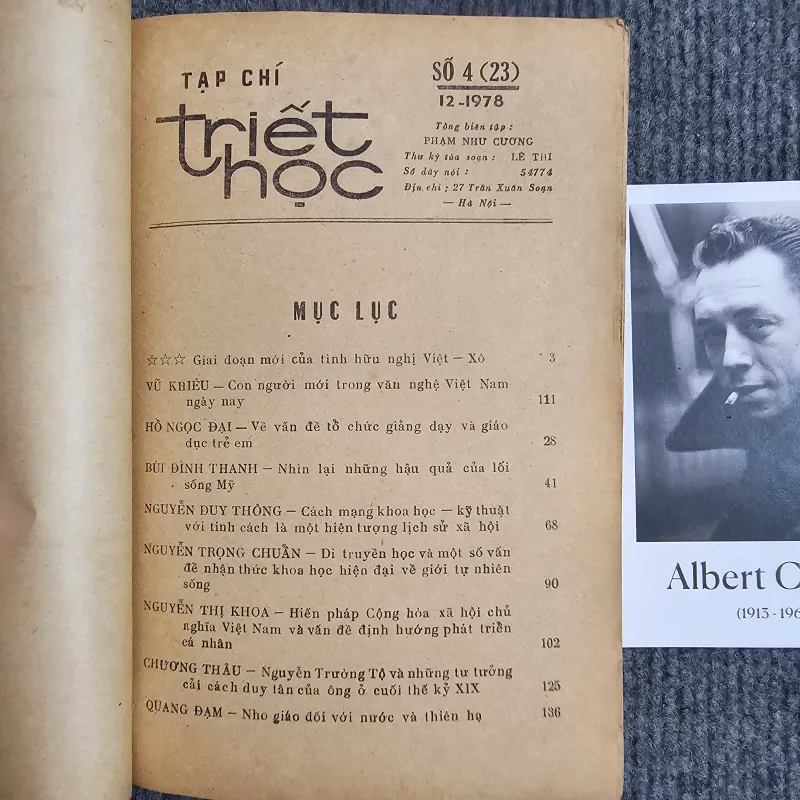 TẠP CHÍ
triết
học
SỐ 4 (23)
12-1978
Tổng biên tập :
PHẠM NHƯ CƯƠNG
Thư ký tòa soạn : LÊ THI
Số dây nói : 54774
Địa chỉ : 27 Trần Xuân Soạn
— Hà Nội —
MỤC LỤC
☆☆☆ Giai đoạn mới của tình hữu nghị Việt — Xô 3
VŨ KHIÊU — Con người mới trong văn nghệ Việt Nam
ngày nay 111
HỒ NGỌC ĐẠI — Về vấn đề tổ chức giảng dạy và giáo
dục trẻ em 28
BÙI ĐÌNH THANH — Nhìn lại những hậu quả của lối
sống Mỹ 41
NGUYỄN DUY THÔNG — Cách mạng khoa học — kỹ thuật
với tính cách là một hiện tượng lịch sử xã hội 68
NGUYỄN TRỌNG CHUẨN — Di truyền học và một số vấn
đề nhận thức khoa học hiện đại về giới tự nhiên
sống 90
NGUYỄN THỊ KHOA — Hiến pháp Cộng hòa xã hội chủ
nghĩa Việt Nam và vấn đề định hướng phát triển
cá nhân 102
CHƯƠNG THÂU — Nguyễn Trường Tộ và những tư tưởng
cải cách duy tân của ông ở cuối thế kỷ XIX 125
QUANG ĐẠM — Nho giáo đối với nước và thiên hạ 136
Albert C
(1913 - 196